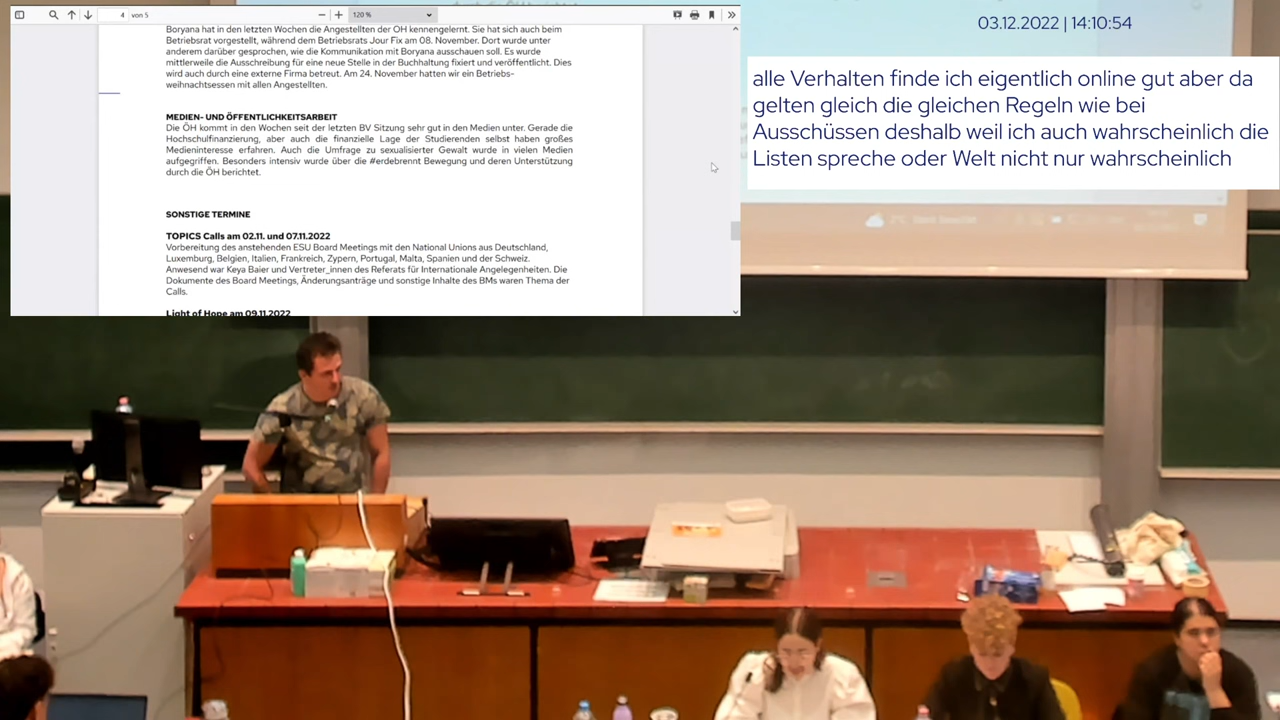 4 von 5
120 %
Boryana hat in den letzten Wochen die Angestellten der ÖH kennengelernt. Sie hat sich auch beim
Betriebsrat vorgestellt, während dem Betriebsrats Jour Fix am 08. November. Dort wurde unter
anderem darüber gesprochen, wie die Kommunikation mit Boryana ausschauen soll. Es wurde
mittlerweile die Ausschreibung für eine neue Stelle in der Buchhaltung fixiert und veröffentlicht. Dies
wird auch durch eine externe Firma betreut. Am 24. November hatten wir ein Betriebs-
weihnachtsessen mit allen Angestellten.
MEDIEN- UND ÖFFENTLICHKEITSARBEIT
Die ÖH kommt in den Wochen seit der letzten BV Sitzung sehr gut in den Medien unter. Gerade die
Hochschulfinanzierung, aber auch die finanzielle Lage der Studierenden selbst haben großes
Medieninteresse erfahren. Auch die Umfrage zu sexualisierter Gewalt wurde in vielen Medien
aufgegriffen. Besonders intensiv wurde über die #erdebrennt Bewegung und deren Unterstützung
durch die ÖH berichtet.
SONSTIGE TERMINE
TOPICS Calls am 02.11. und 07.11.2022
Vorbereitung des anstehenden ESU Board Meetings mit den National Unions aus Deutschland,
Luxemburg, Belgien, Italien, Frankreich, Zypern, Portugal, Malta, Spanien und der Schweiz.
Anwesend war Keya Baier und Vertreter_innen des Referats für Internationale Angelegenheiten. Die
Dokumente des Board Meetings, Änderungsanträge und sonstige Inhalte des BMs waren Thema der
Calls.
Light of Hope am 09.11.2022
03.12.2022 | 14:10:54
alle Verhalten finde ich eigentlich online gut aber da
gelten gleich die gleichen Regeln wie bei
Ausschüssen deshalb weil ich auch wahrscheinlich die
Listen spreche oder Welt nicht nur wahrscheinlich